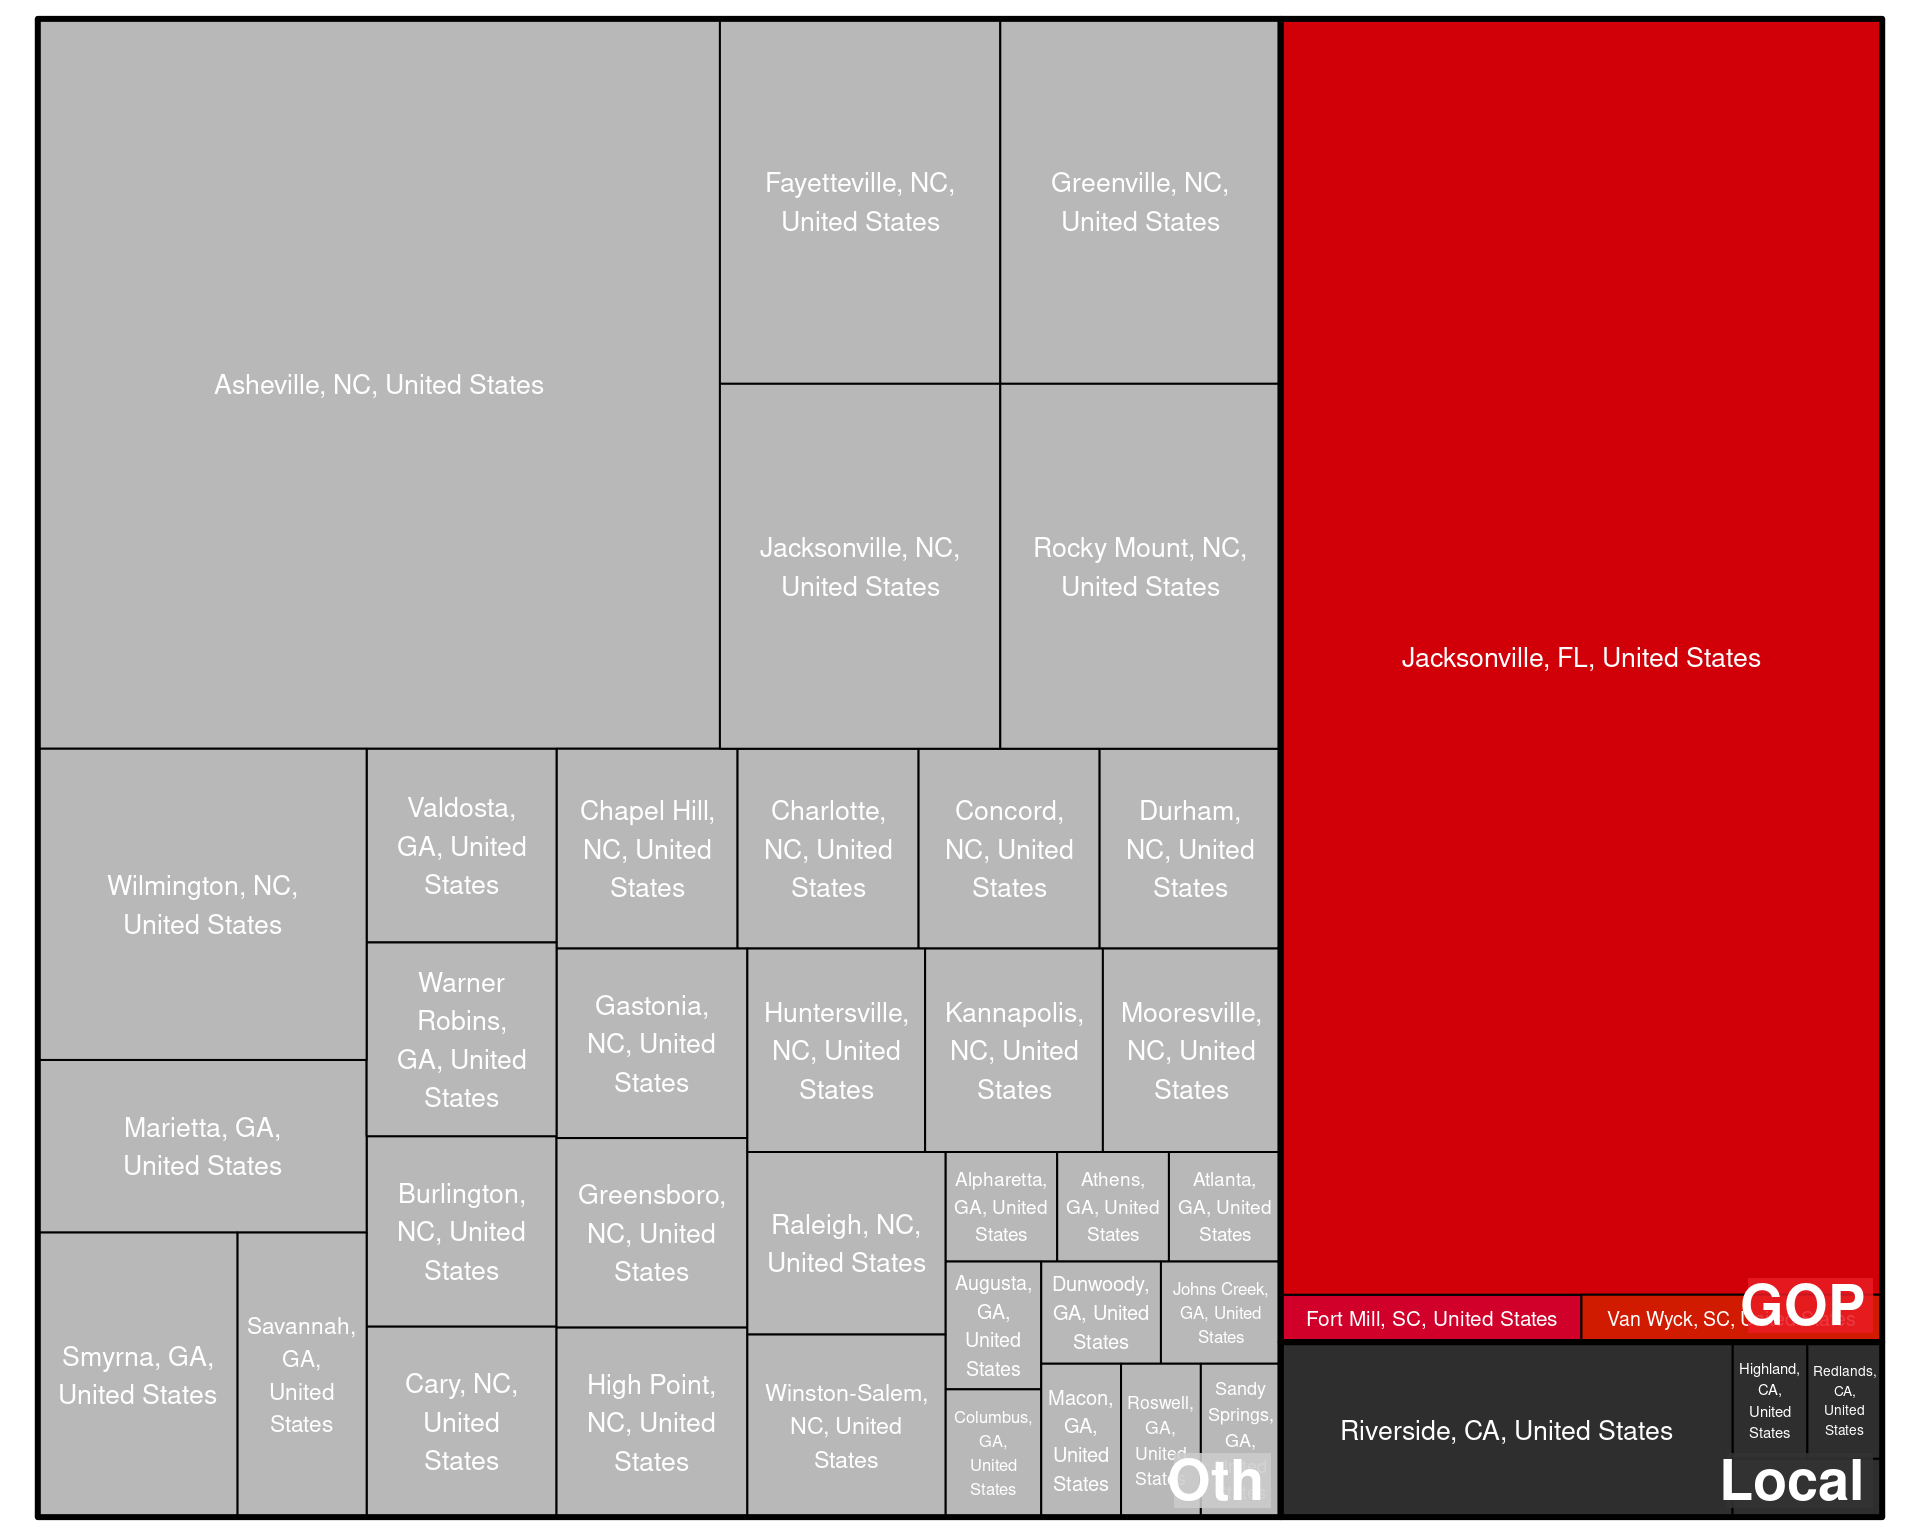 Asheville, NC, United States
Fayetteville, NC,
United States
Greenville, NC,
United States
Jacksonville, NC,
United States
Rocky Mount, NC,
United States
Wilmington, NC,
United States
Marietta, GA,
United States
Smyrna, GA,
United States
Savannah,
GA,
United
States
Valdosta,
GA, United
States
Warner
Robins,
GA, United
States
Burlington,
NC, United
States
Cary, NC,
United
States
Chapel Hill,
NC, United
States
Charlotte,
NC, United
States
Concord,
NC, United
States
Durham,
NC, United
States
Gastonia,
NC, United
States
Greensboro,
NC, United
States
High Point,
NC, United
States
Huntersville,
NC, United
States
Kannapolis,
NC, United
States
Mooresville,
NC, United
States
Raleigh, NC,
United States
Winston-Salem,
NC, United
States
Alpharetta,
GA, United
States
Athens,
GA, United
States
Atlanta,
GA, United
States
Augusta,
GA,
United
States
Columbus,
GA,
United
States
Dunwoody,
GA, United
States
Johns Creek,
GA, United
States
Macon,
GA,
United
States
Roswell,
GA,
United
States
Sandy
Springs,
GA,
Oth
Jacksonville, FL, United States
Fort Mill, SC, United States
Van Wyck, SC, United States
GOP
Riverside, CA, United States
Highland,
CA,
United
States
Redlands,
CA,
United
States
Local